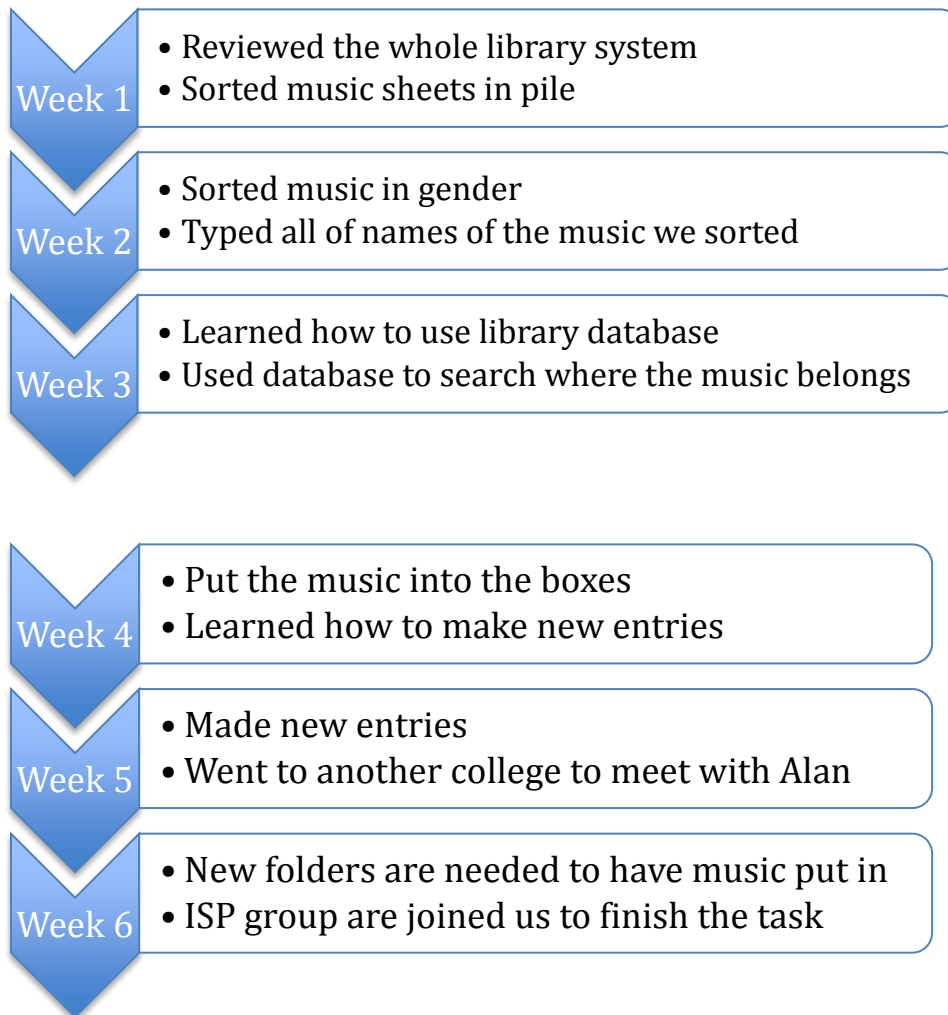 Week 1
• Reviewed the whole library system
• Sorted music sheets in pile
Week 2
• Sorted music in gender
• Typed all of names of the music we sorted
Week 3
• Learned how to use library database
• Used database to search where the music belongs
Week 4
• Put the music into the boxes
• Learned how to make new entries
Week 5
• Made new entries
• Went to another college to meet with Alan
Week 6
• New folders are needed to have music put in
• ISP group are joined us to finish the task